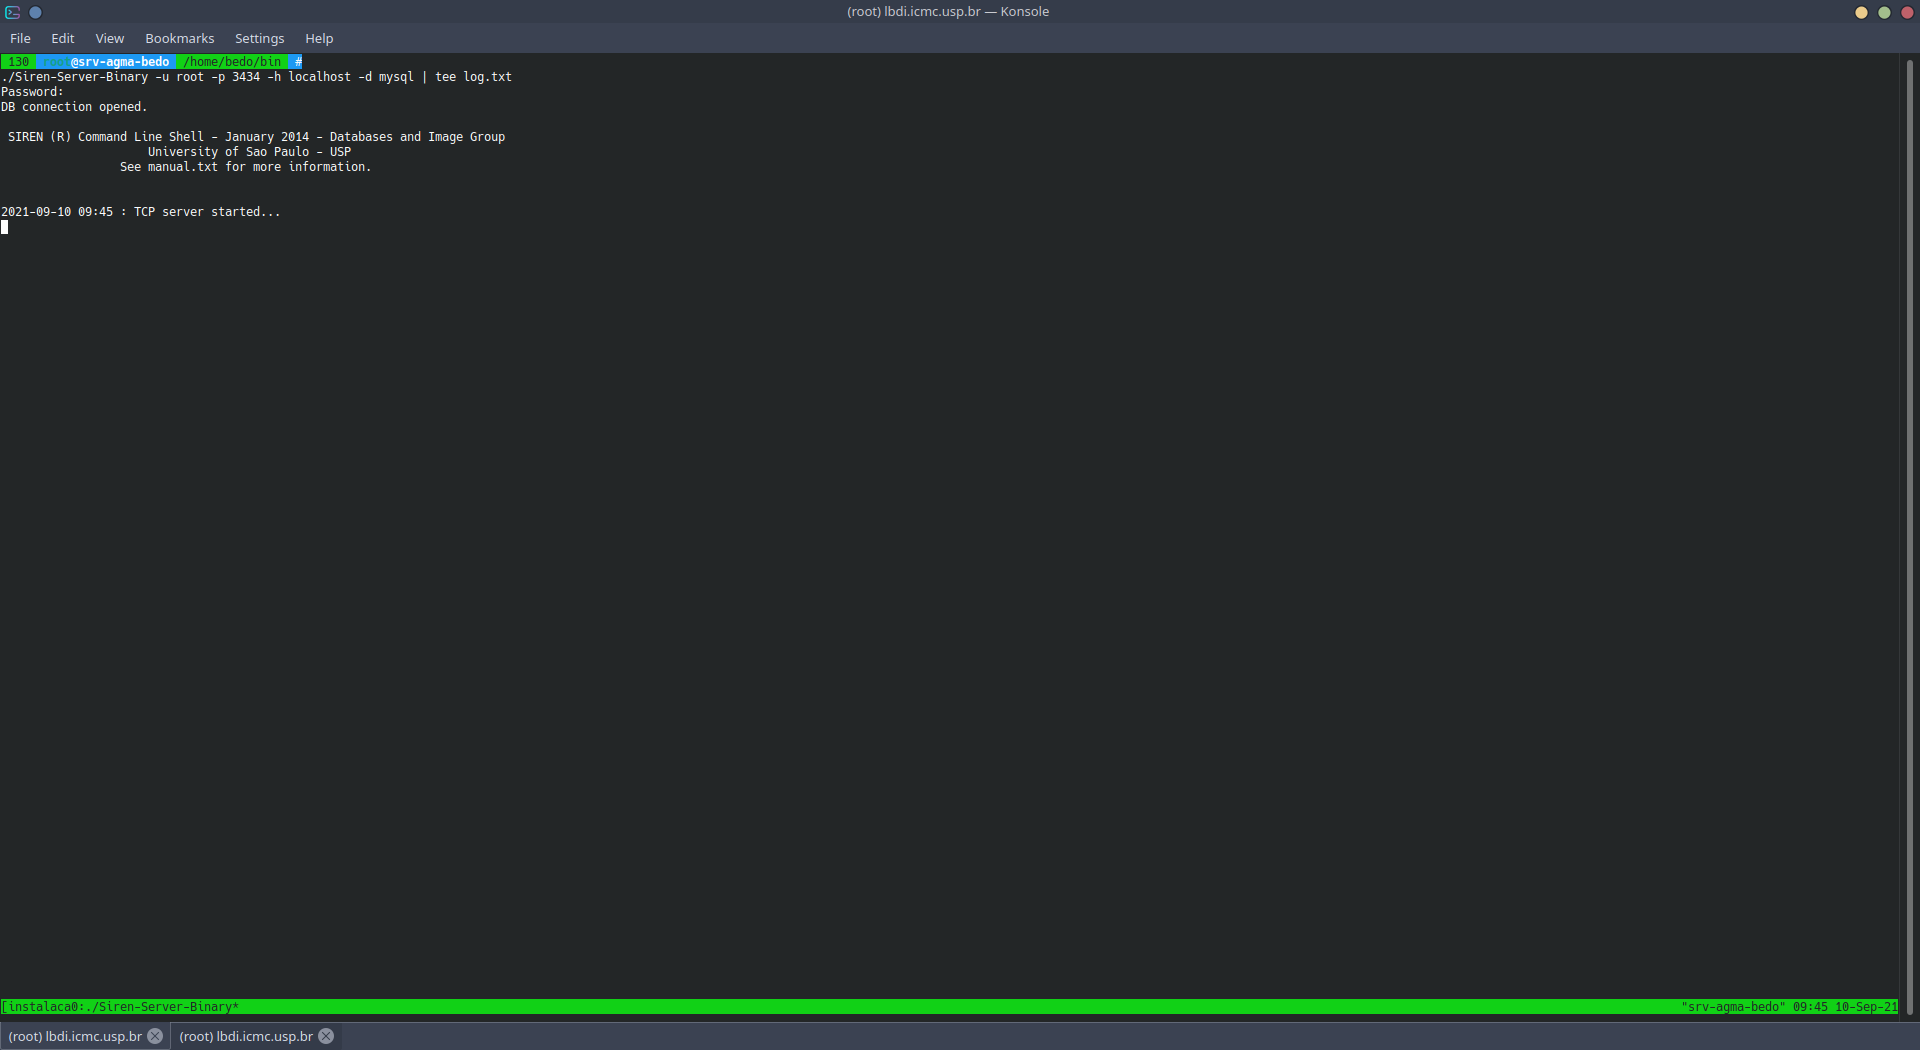 (root) lbdi.icmc.usp.br — Konsole
File Edit View Bookmarks Settings Help
130 root@srv-agma-bedo /home/bedo/bin #
./Siren-Server-Binary -u root -p 3434 -h localhost -d mysql | tee log.txt
Password:
DB connection opened.
SIREN (R) Command Line Shell - January 2014 - Databases and Image Group
University of Sao Paulo - USP
See manual.txt for more information.
2021-09-10 09:45 : TCP server started...
[instalaca0:./Siren-Server-Binary* "srv-agma-bedo" 09:45 10-Sep-21
(root) lbdi.icmc.usp.br (root) lbdi.icmc.usp.br